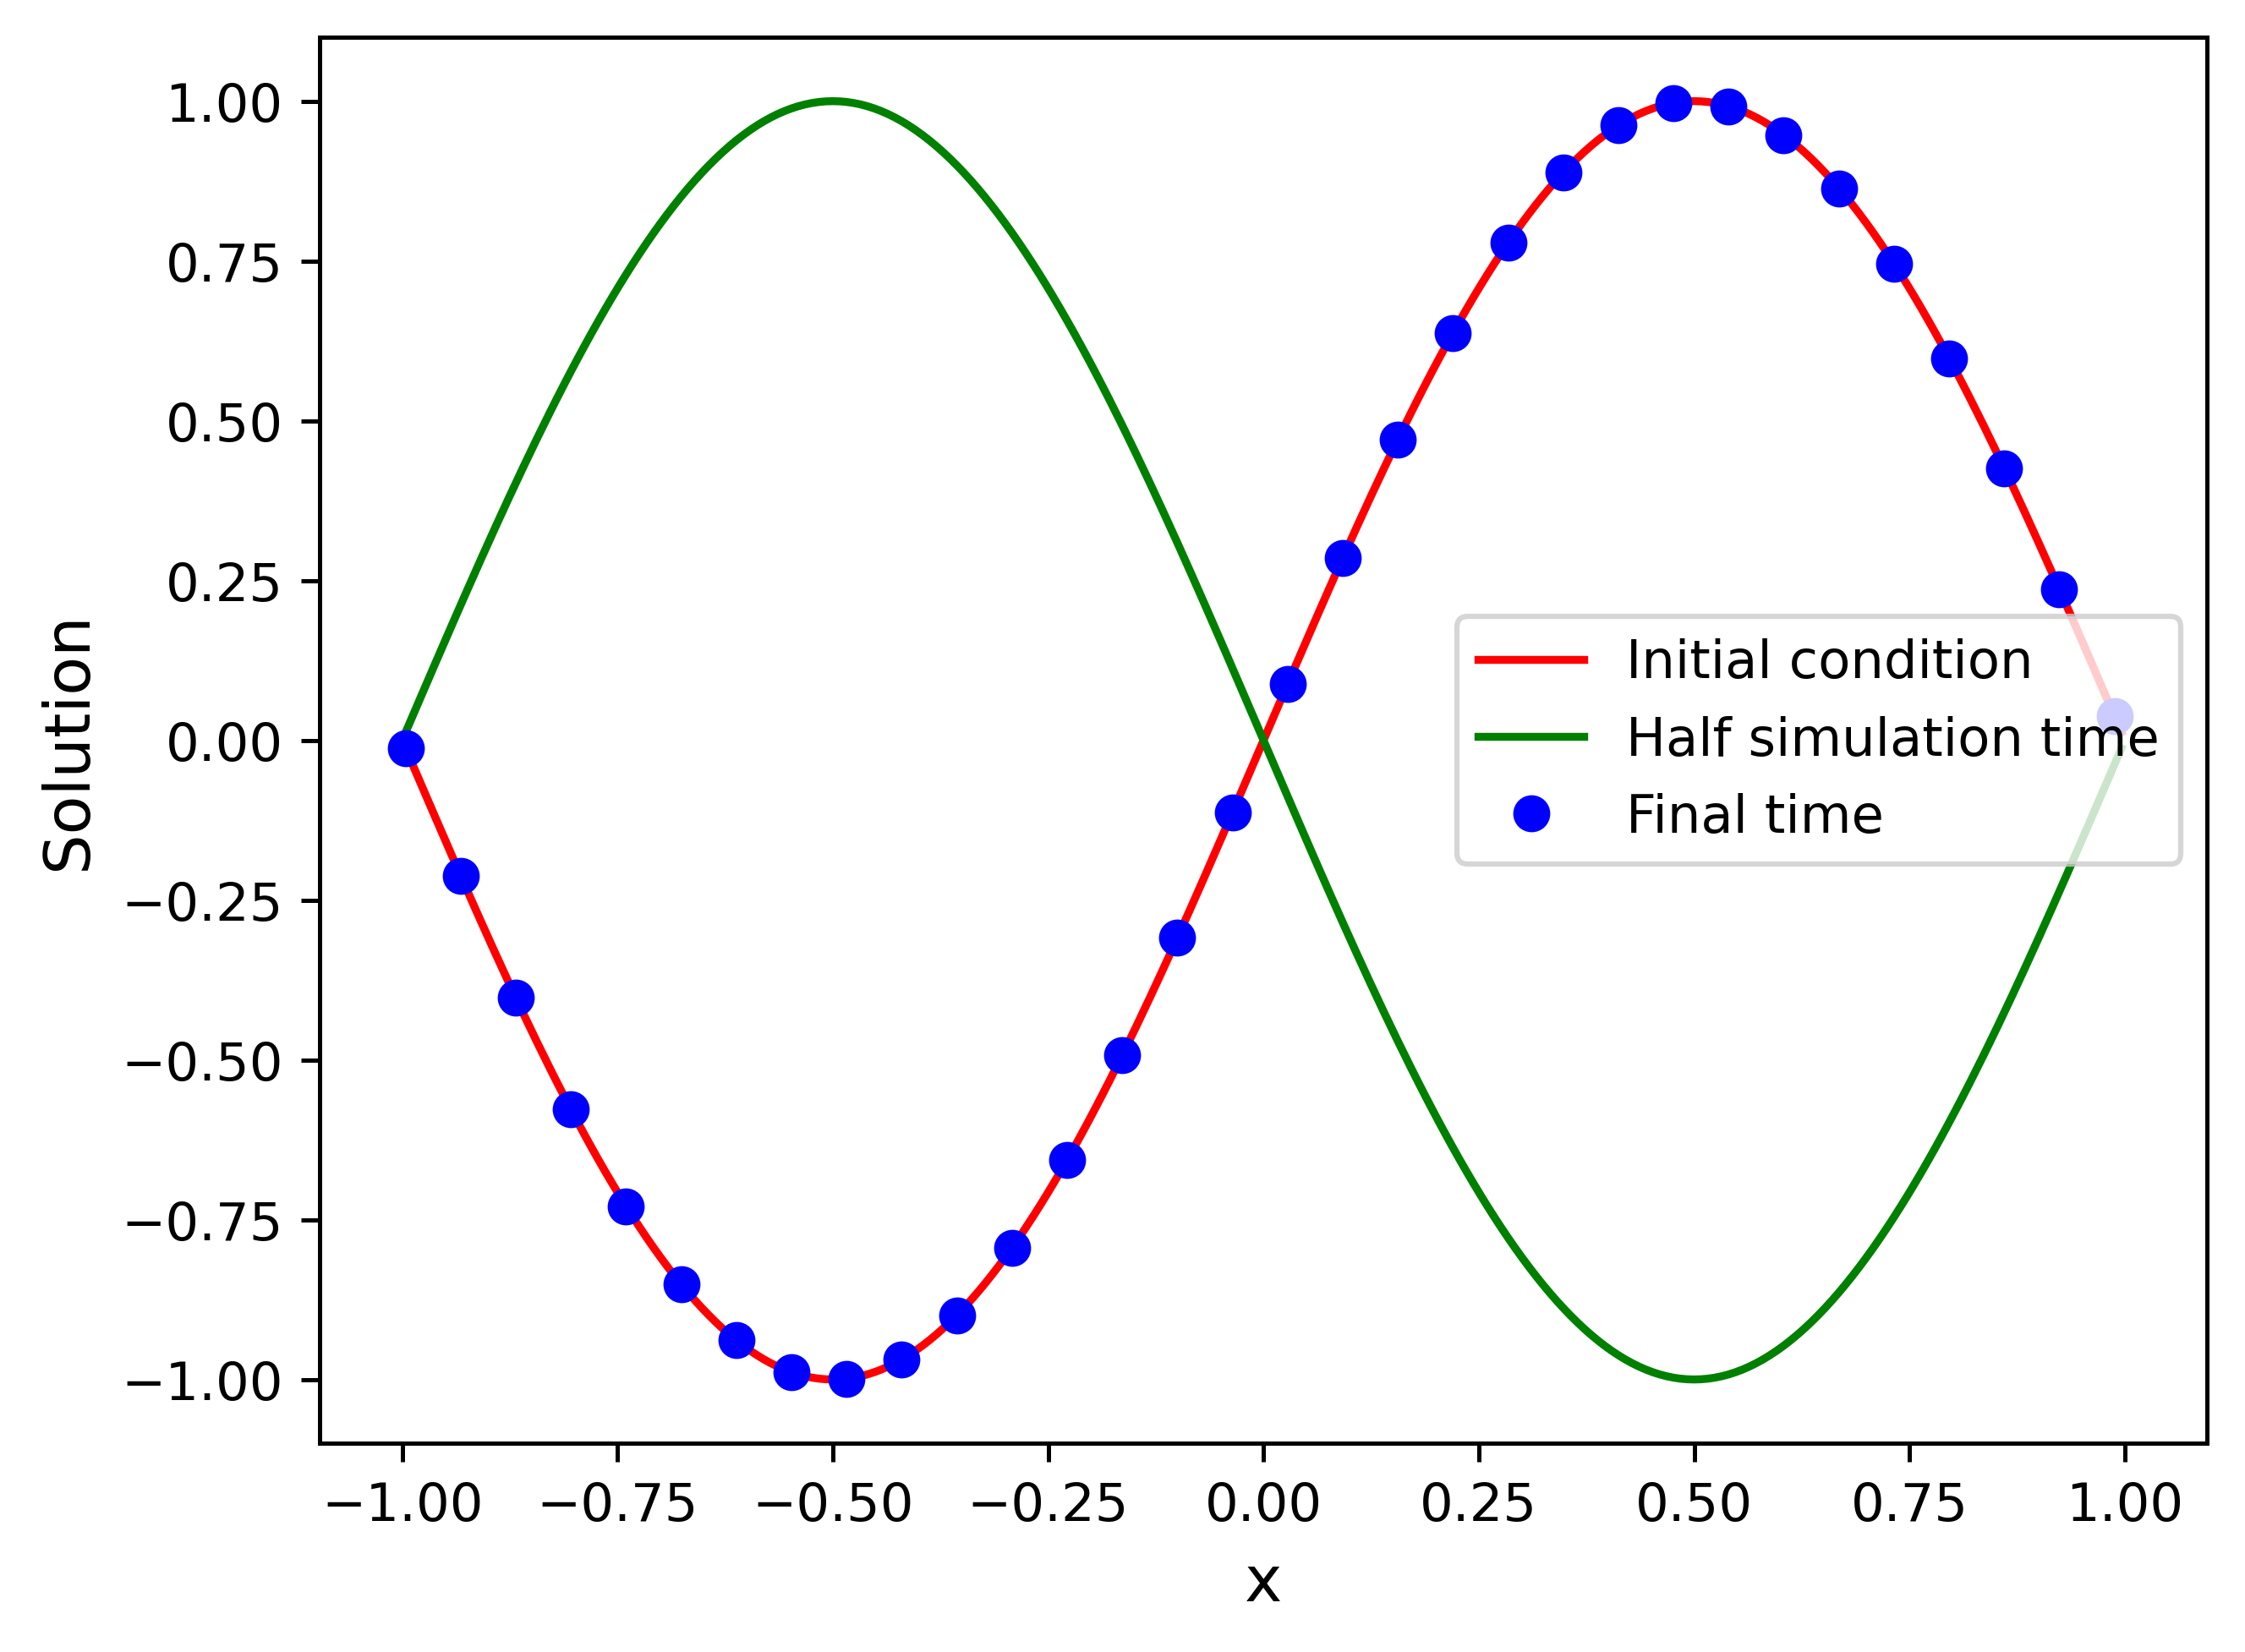 1.00
0.75
0.50
0.25
0.00
−0.25
−0.50
−0.75
−1.00
Solution
Initial condition
Half simulation time
Final time
−1.00 −0.75 −0.50 −0.25 0.00 0.25 0.50 0.75 1.00
x